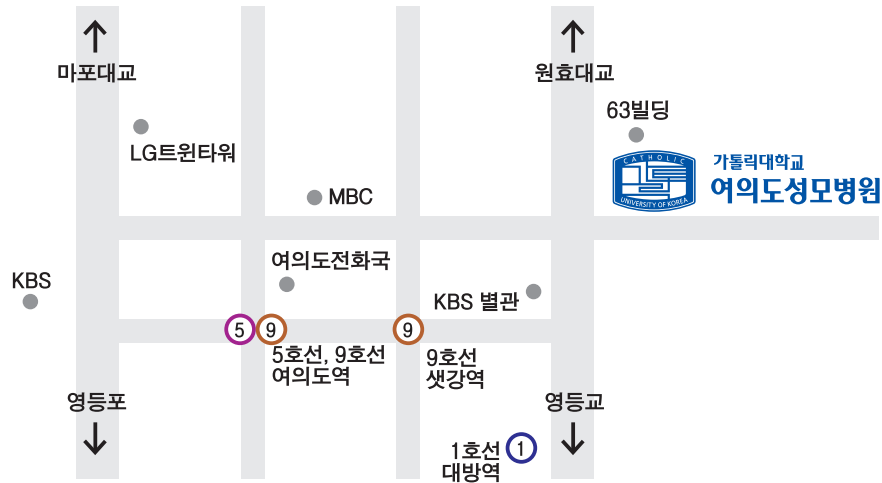 마포대교
원효대교
63빌딩
LG트윈타워
CATHOLIC
UNIVERSITY OF KOREA
가톨릭대학교
여의도성모병원
MBC
여의도전화국
KBS
KBS 별관
5
9
9
5호선, 9호선
여의도역
9호선
샛강역
영등포
영등교
1호선
대방역
1